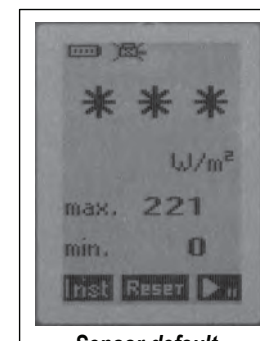 * * *
W/m²
max. 221
min. 0
Inst Reset
Sensor default